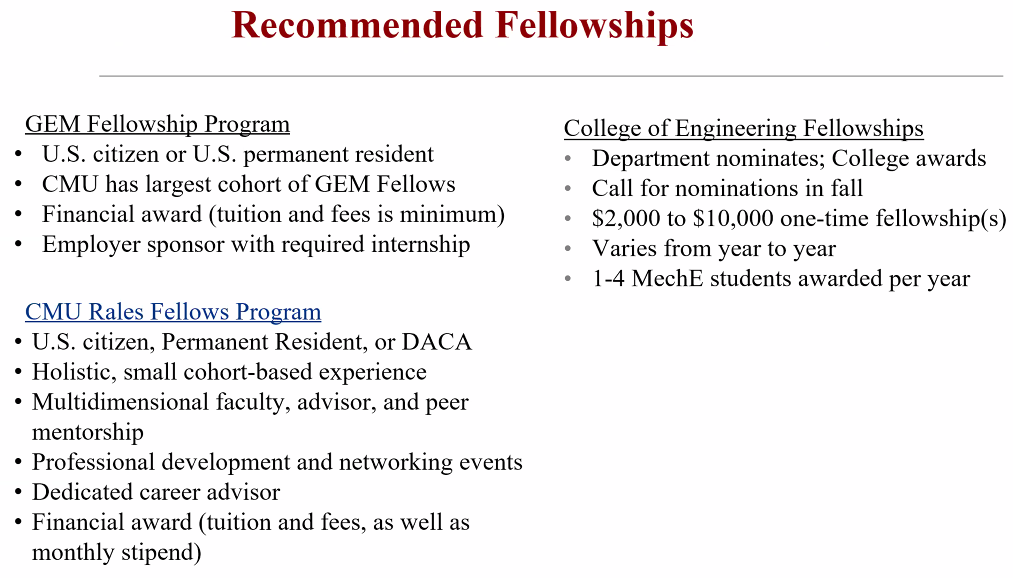 Recommended Fellowships
GEM Fellowship Program
• U.S. citizen or U.S. permanent resident
• CMU has largest cohort of GEM Fellows
• Financial award (tuition and fees is minimum)
• Employer sponsor with required internship
CMU Rales Fellows Program
• U.S. citizen, Permanent Resident, or DACA
• Holistic, small cohort-based experience
• Multidimensional faculty, advisor, and peer
mentorship
• Professional development and networking events
• Dedicated career advisor
• Financial award (tuition and fees, as well as
monthly stipend)
College of Engineering Fellowships
• Department nominates; College awards
• Call for nominations in fall
• $2,000 to $10,000 one-time fellowship(s)
• Varies from year to year
• 1-4 MechE students awarded per year